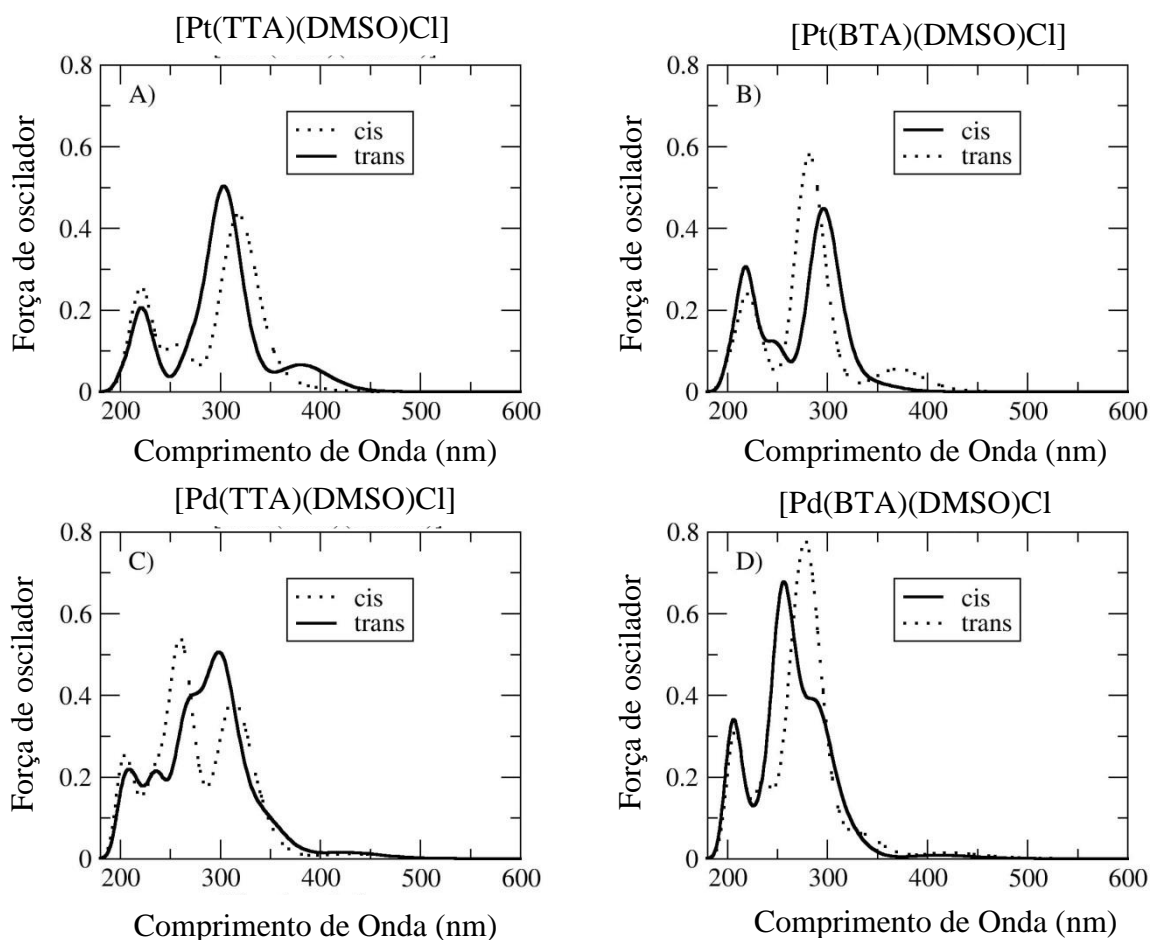 [Pt(TTA)(DMSO)Cl]
0.8
0.6
0.4
0.2
0
A)
cis
trans
200 300 400 500 600
Força de oscilador
Comprimento de Onda (nm)
[Pt(BTA)(DMSO)Cl]
0.8
0.6
0.4
0.2
0
B)
cis
trans
200 300 400 500 600
Força de oscilador
Comprimento de Onda (nm)
[Pd(TTA)(DMSO)Cl]
0.8
0.6
0.4
0.2
0
C)
cis
trans
200 300 400 500 600
Força de oscilador
Comprimento de Onda (nm)
[Pd(BTA)(DMSO)Cl
0.8
0.6
0.4
0.2
0
D)
cis
trans
200 300 400 500 600
Força de oscilador
Comprimento de Onda (nm)